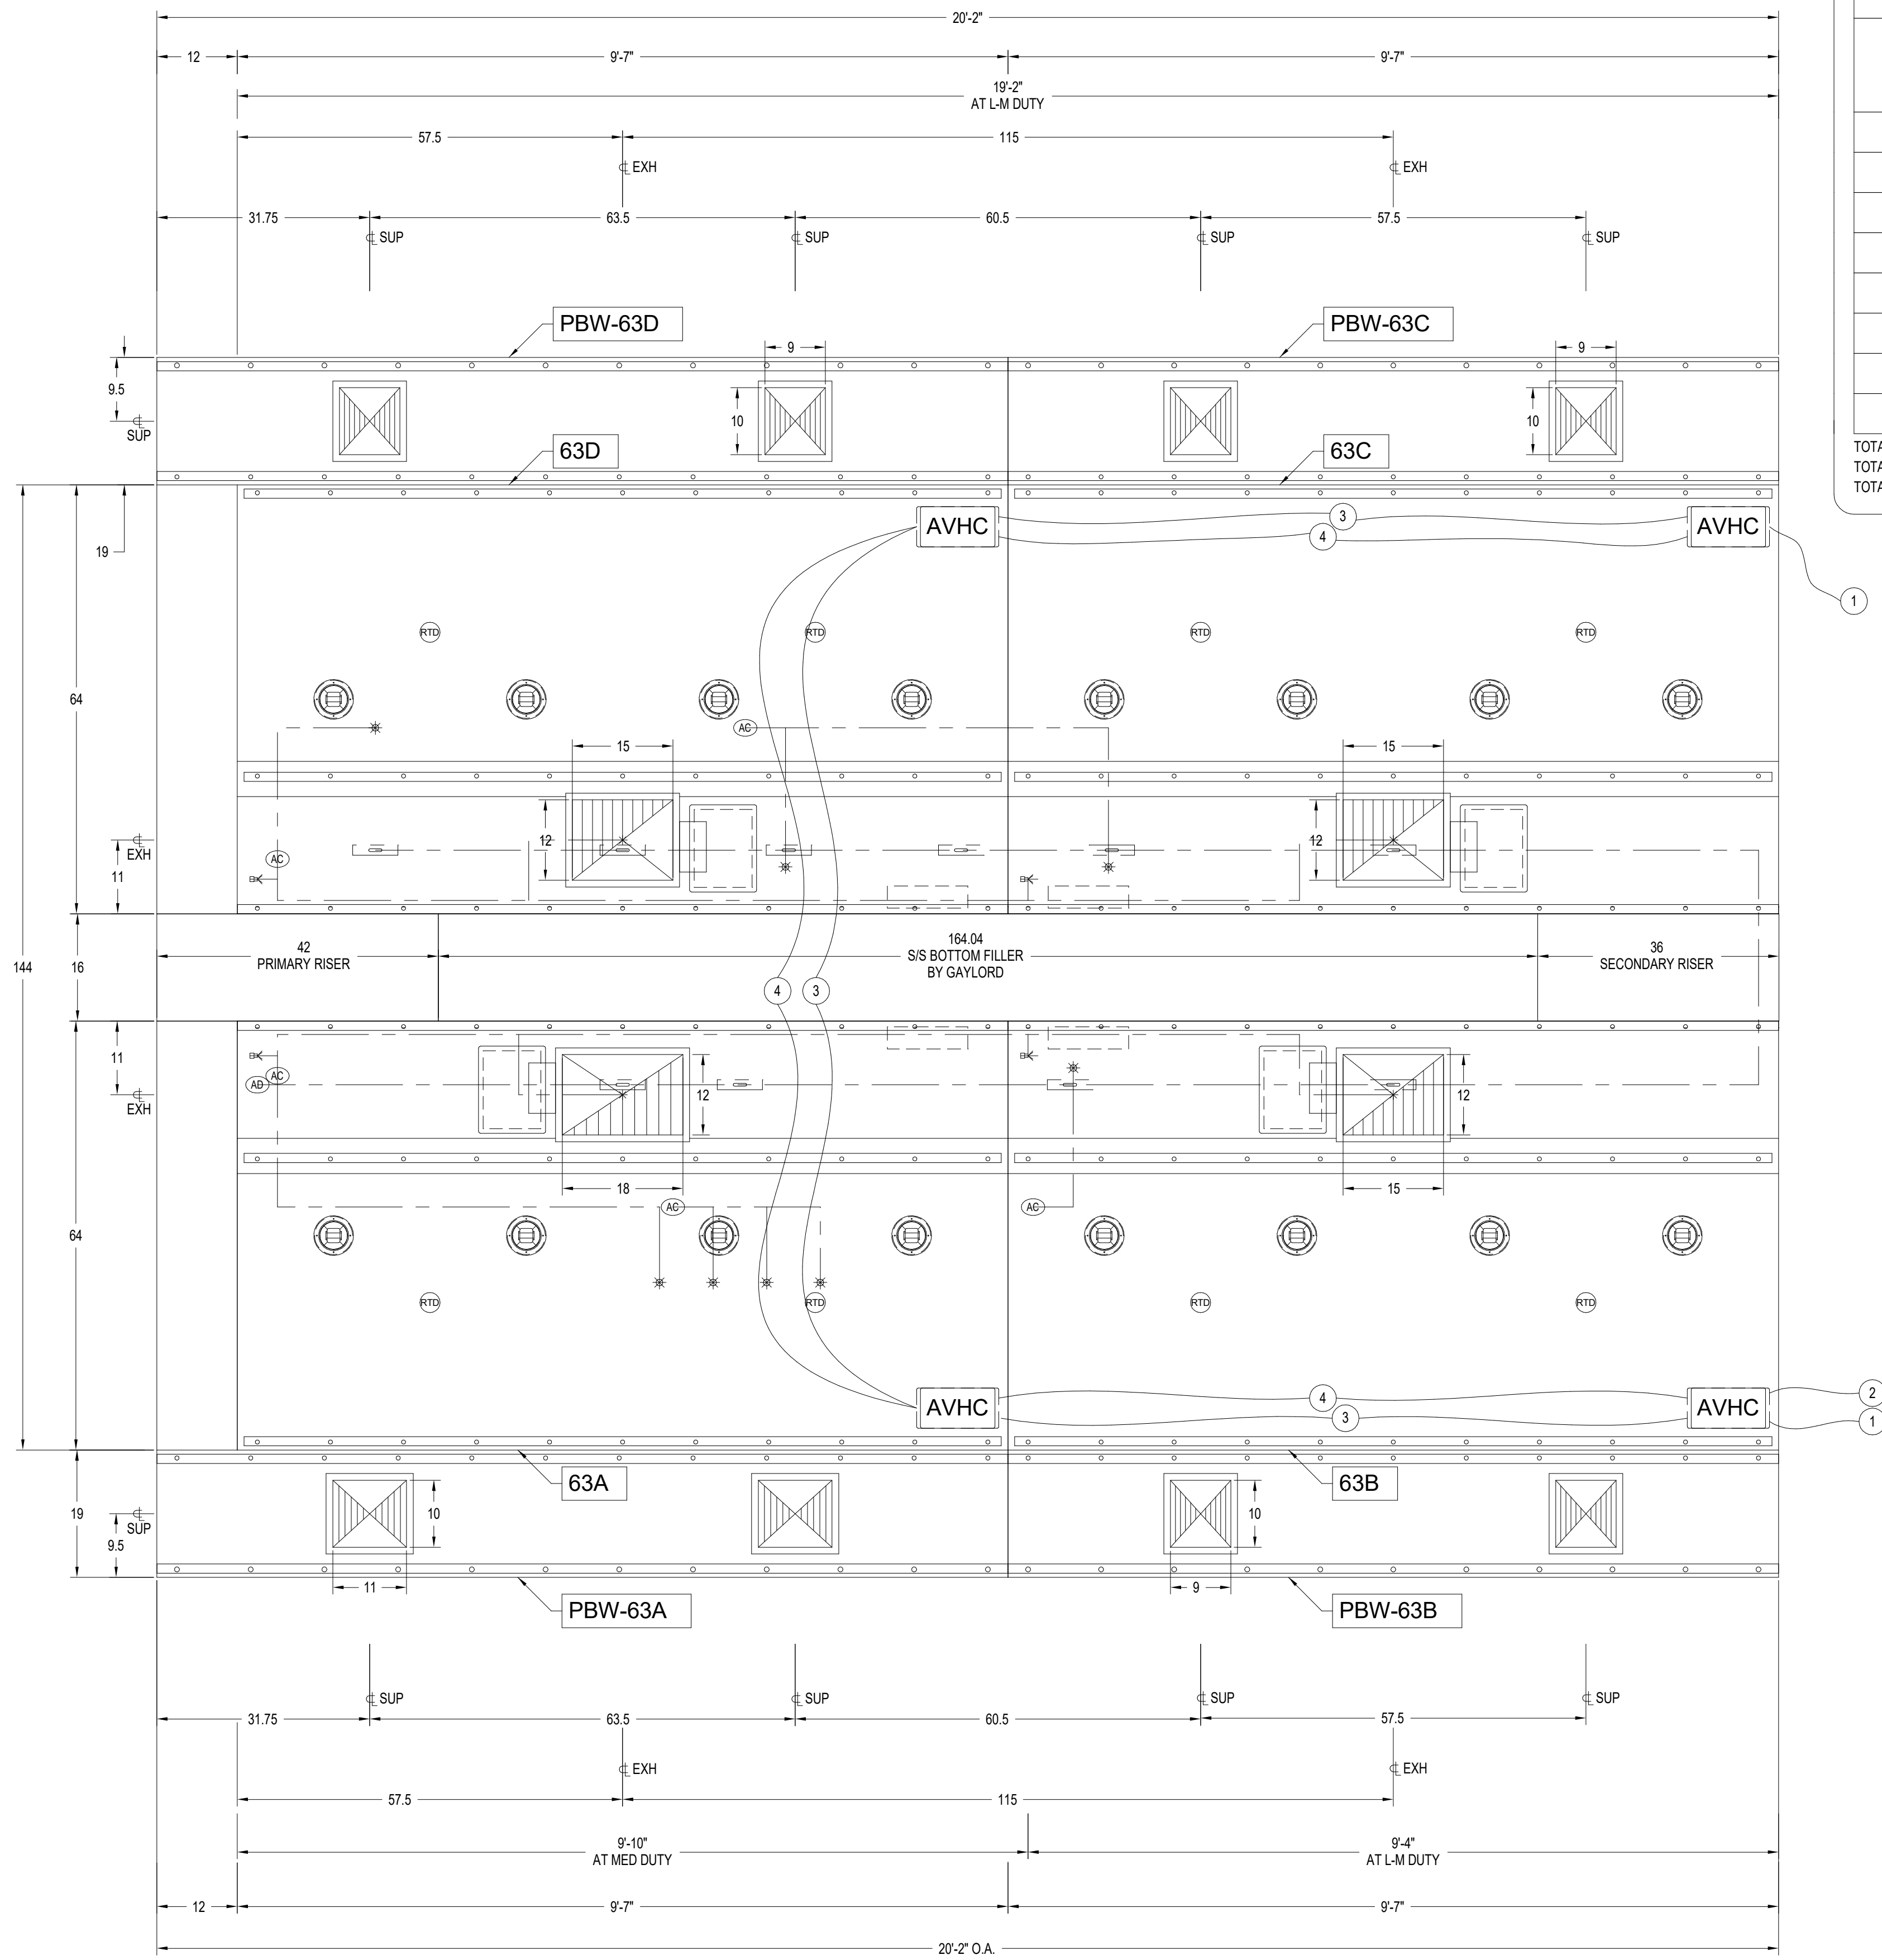 20'-2"
12
9'-7"
9'-7"
19'-2"
AT L-M DUTY
57.5
115
℄ EXH
℄ EXH
31.75
63.5
60.5
57.5
℄ SUP
℄ SUP
℄ SUP
℄ SUP
PBW-63D
PBW-63C
9
9
9.5
℄
SUP
10
10
63D
63C
TOTA
TOTA
TOTA
AVHC
3
AVHC
4
19
1
RTD
RTD
RTD
RTD
64
AC
15
15
12
12
℄
EXH
AC
11
144
16
42
PRIMARY RISER
164.04
S/S BOTTOM FILLER
BY GAYLORD
36
SECONDARY RISER
4
3
11
℄
EXH
AD
AC
12
12
18
15
AC
AC
64
RTD
RTD
RTD
RTD
AVHC
4
AVHC
2
3
1
63A
63B
19
℄
SUP
9.5
10
10
11
9
PBW-63A
PBW-63B
℄ SUP
℄ SUP
℄ SUP
℄ SUP
31.75
63.5
60.5
57.5
℄ EXH
℄ EXH
57.5
115
9'-10"
AT MED DUTY
9'-4"
AT L-M DUTY
12
9'-7"
9'-7"
20'-2" O.A.